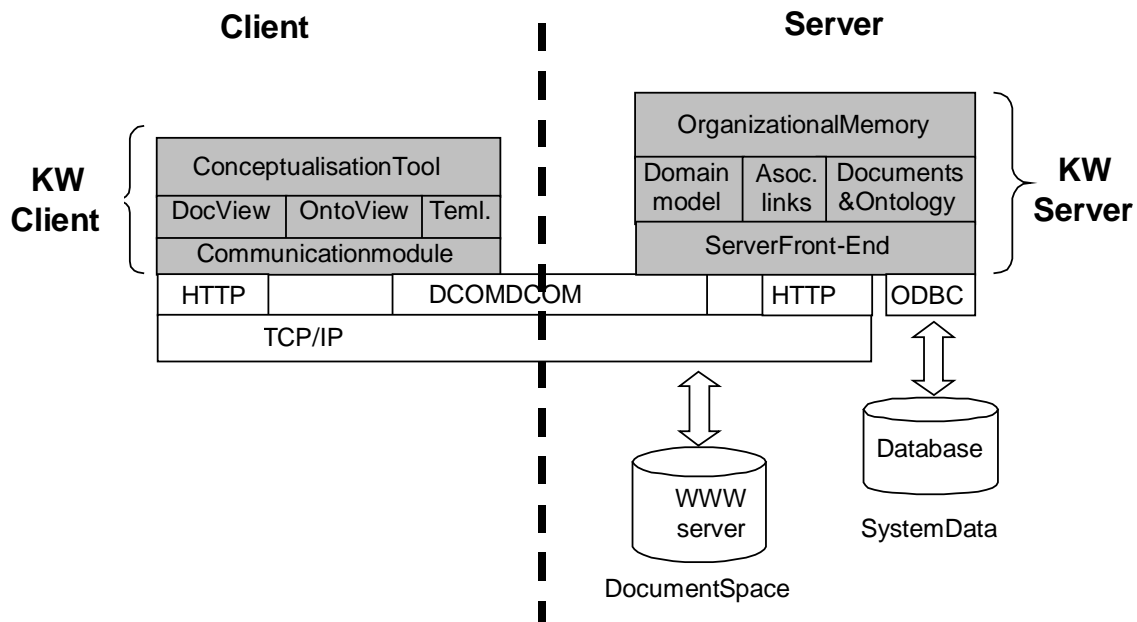 Client
Server
KW
Client
ConceptualisationTool
DocView
OntoView
Teml.
Communicationmodule
OrganizationalMemory
Domain
model
Asoc.
links
Documents
&Ontology
ServerFront-End
KW
Server
HTTP
DCOMDCOM
HTTP
ODBC
TCP/IP
WWW
server
DocumentSpace
Database
SystemData